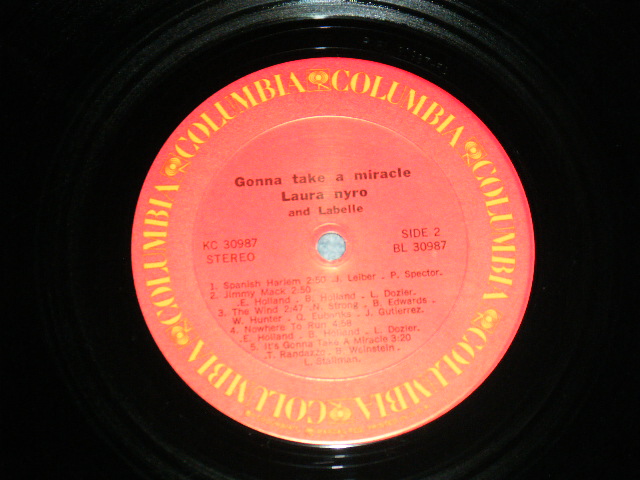 COLUMBIA COLUMBIA COLUMBIA COLUMBIA COLUMBIA COLUMBIA
Gonna take a miracle
Laura nyro
and Labelle
KC 30987
STEREO
SIDE 2
BL 30987
1. Spanish Harlem 2:50 J. Leiber - P. Spector.
2. Jimmy Mack 2:50
.E. Holland - B. Holland - L. Dozier.
3. The Wind 2:47 .N. strong - B. Edwards -
W. Hunter - Q. Eubanks - J. Gutierrez.
4. Nowhere To Run 4:58
.E. Holland - B. Holland - L. Dozier.
5. It's Gonna Take A Miracle 3:20
.T. Randazzo - B. Weinstein -
L. Stallman.